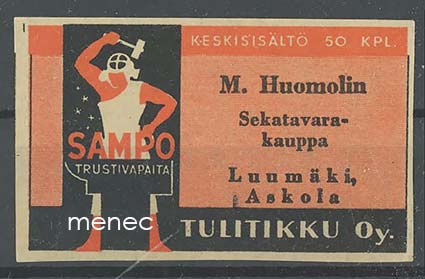 KESKISISÄLTÖ 50 KPL.
SAMPO
TRUSTIVAPAITA
M. Huomolin
Sekatavara-
kauppa
Luumäki,
Askola
TULITIKKU Oy.
menec